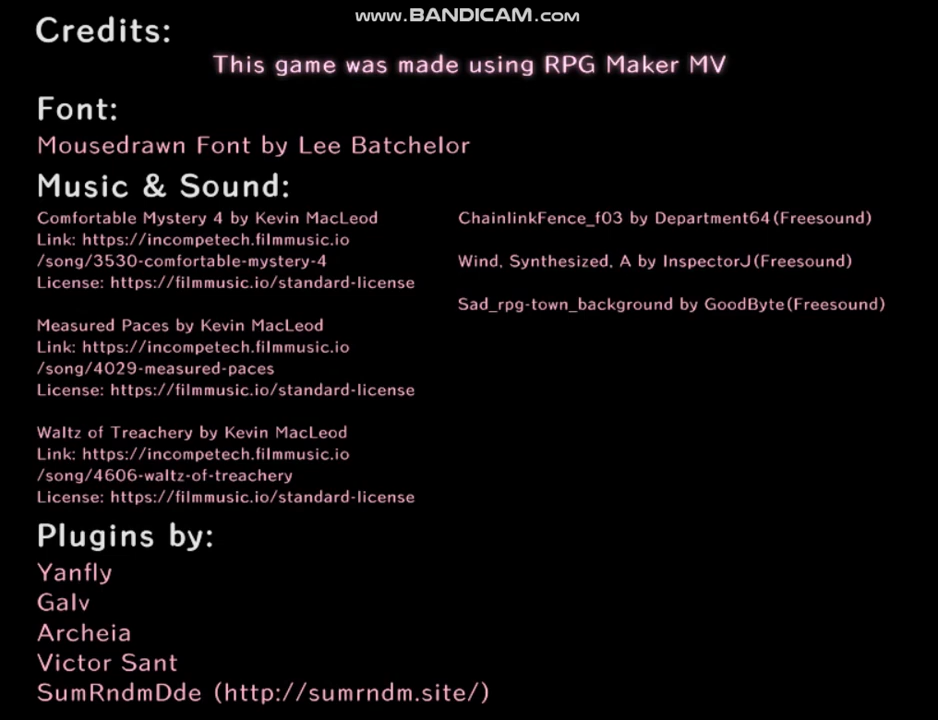 www.BANDICAM.com
Credits:
This game was made using RPG Maker MV
Font:
Mousedrawn Font by Lee Batchelor
Music & Sound:
Comfortable Mystery 4 by Kevin MacLeod
Link: https://incompetech.filmmusic.io
/song/3530-comfortable-mystery-4
License: https://filmmusic.io/standard-license
Measured Paces by Kevin MacLeod
Link: https://incompetech.filmmusic.io
/song/4029-measured-paces
License: https://filmmusic.io/standard-license
Waltz of Treachery by Kevin MacLeod
Link: https://incompetech.filmmusic.io
/song/4606-waltz-of-treachery
License: https://filmmusic.io/standard-license
ChainlinkFence_f03 by Department64(Freesound)
Wind, Synthesized, A by InspectorJ(Freesound)
Sad_rpg-town_background by GoodByte(Freesound)
Plugins by:
Yanfly
Galv
Archeia
Victor Sant
SumRndmDde (http://sumrndm.site/)